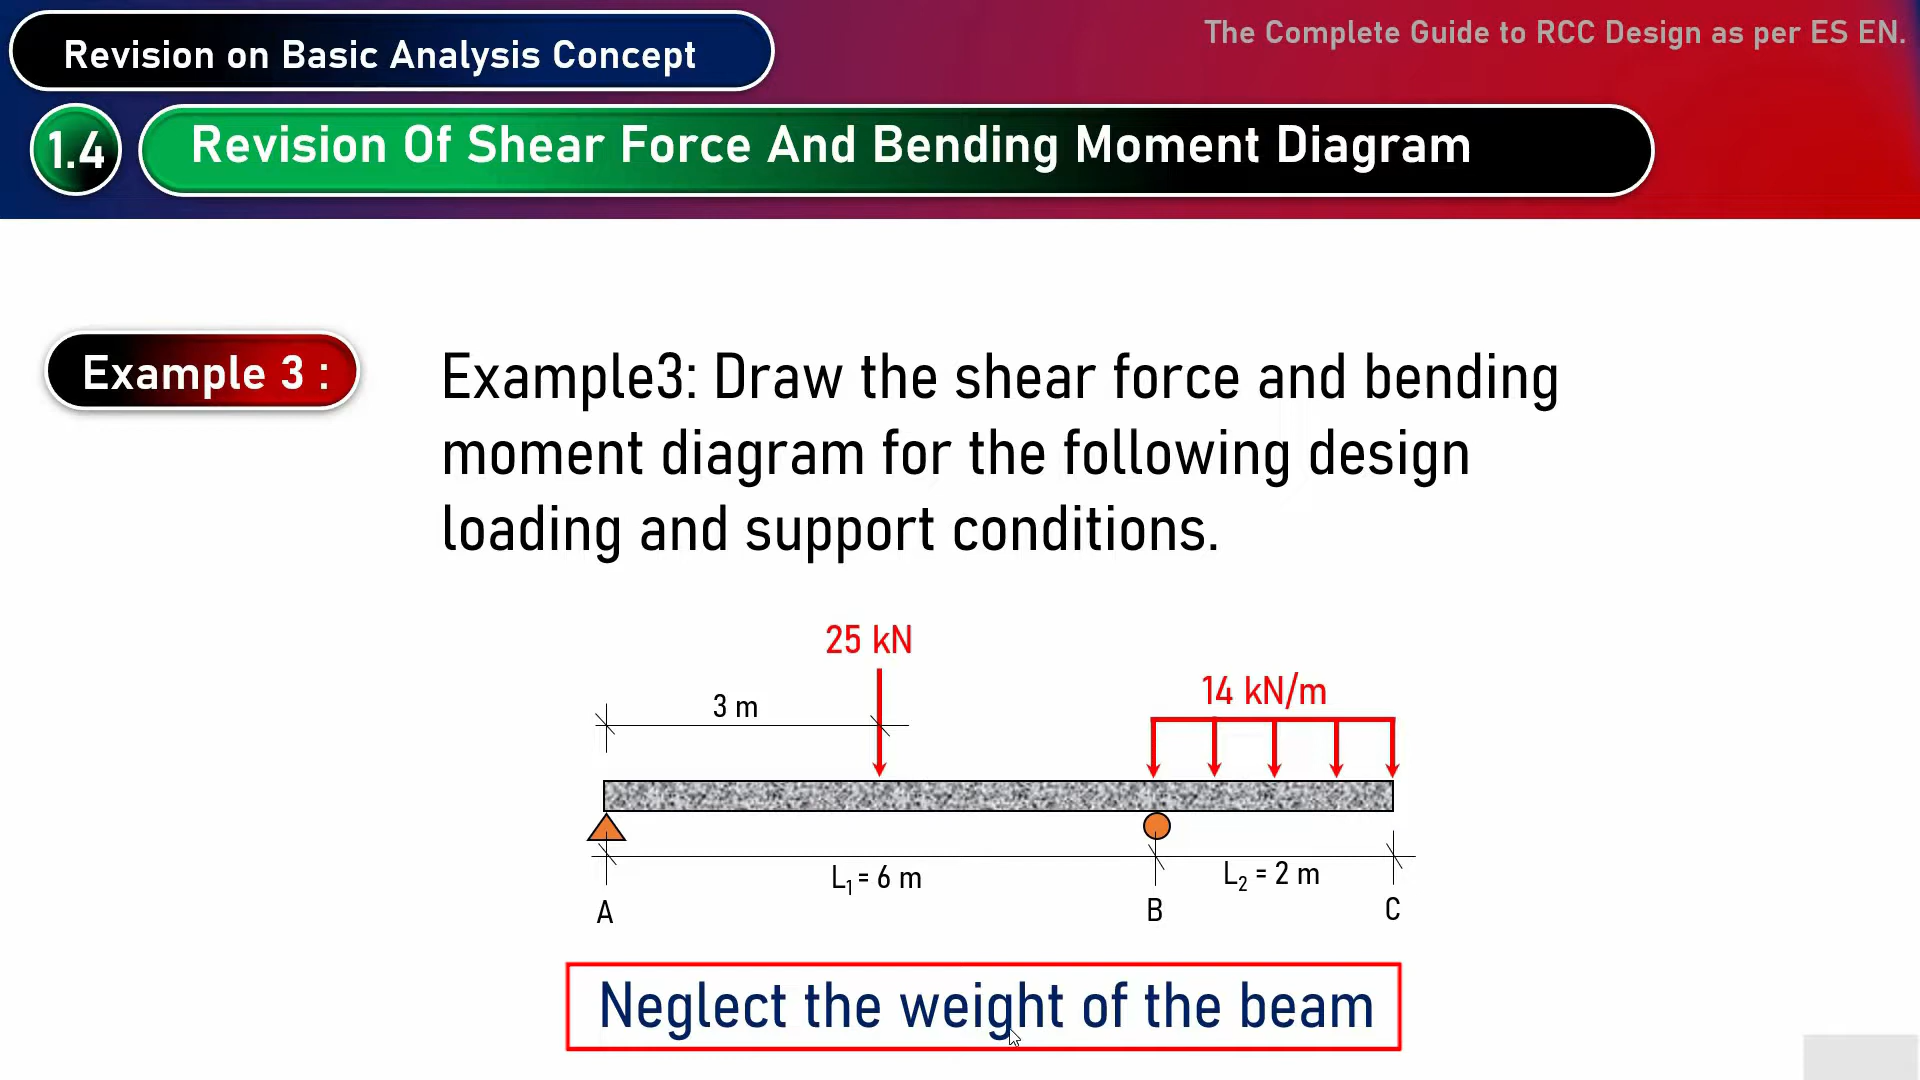 Revision on Basic Analysis Concept
The Complete Guide to RCC Design as per ES EN.
1.4
Revision Of Shear Force And Bending Moment Diagram
Example 3 :
Example3: Draw the shear force and bending
moment diagram for the following design
loading and support conditions.
25 kN
14 kN/m
3 m
L₁ = 6 m
L₂ = 2 m
A
B
C
Neglect the weight of the beam